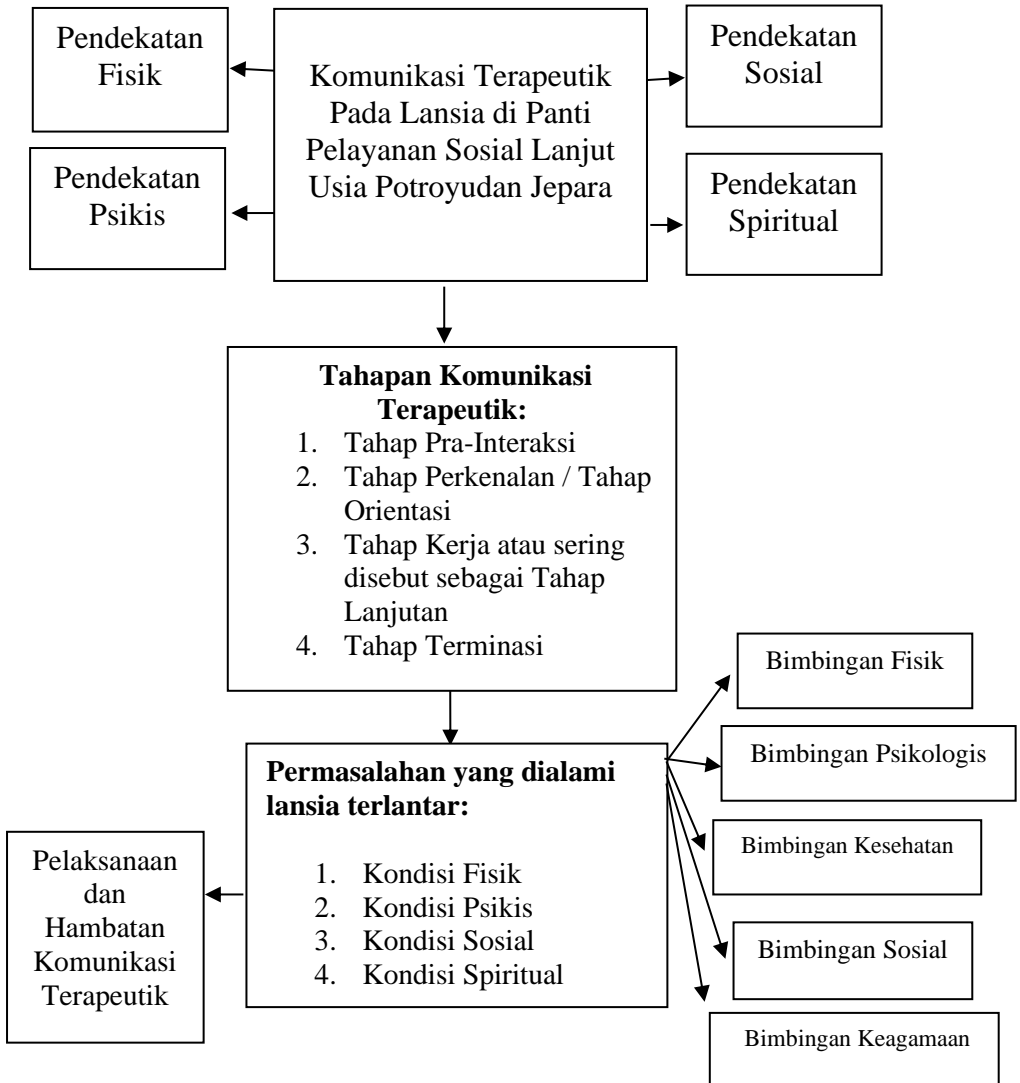 Pendekatan
Fisik
Komunikasi Terapeutik
Pada Lansia di Panti
Pelayanan Sosial Lanjut
Usia Potroyudan Jepara
Pendekatan
Sosial
Pendekatan
Psikis
Pendekatan
Spiritual
Tahapan Komunikasi
Terapeutik:
1. Tahap Pra-Interaksi
2. Tahap Perkenalan / Tahap
Orientasi
3. Tahap Kerja atau sering
disebut sebagai Tahap
Lanjutan
4. Tahap Terminasi
Permasalahan yang dialami
lansia terlantar:
1. Kondisi Fisik
2. Kondisi Psikis
3. Kondisi Sosial
4. Kondisi Spiritual
Pelaksanaan
dan
Hambatan
Komunikasi
Terapeutik
Bimbingan Fisik
Bimbingan Psikologis
Bimbingan Kesehatan
Bimbingan Sosial
Bimbingan Keagamaan